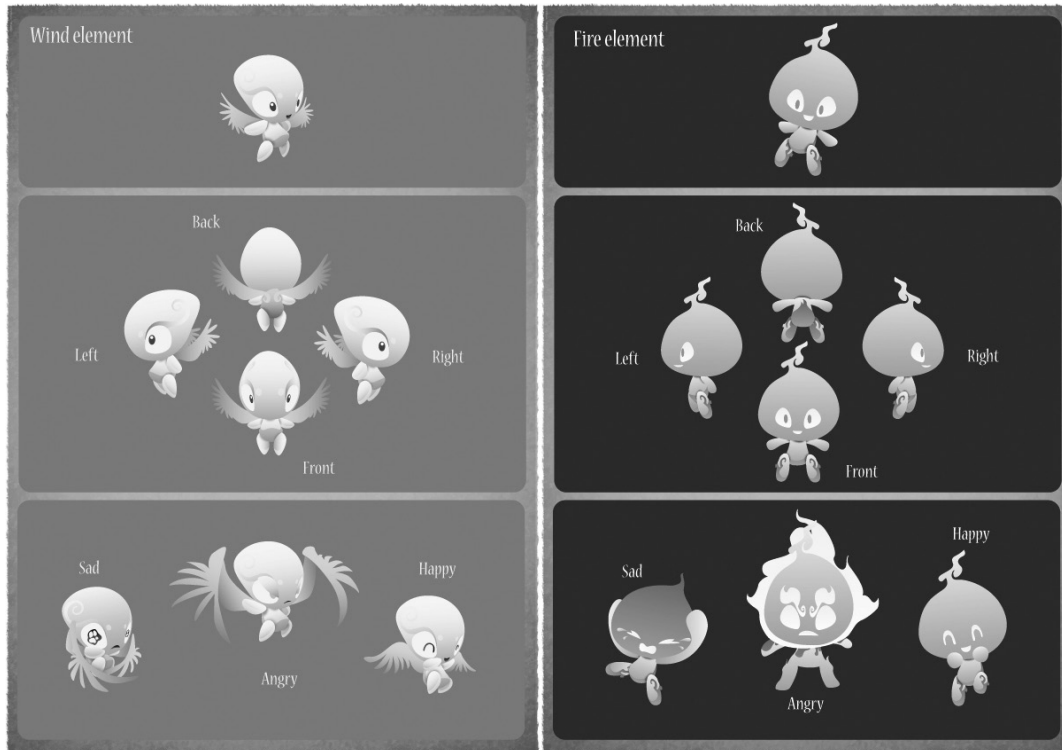 Wind element
Back
Left
Right
Front
Sad
Angry
Happy
Fire element
Back
Left
Right
Front
Sad
Angry
Happy